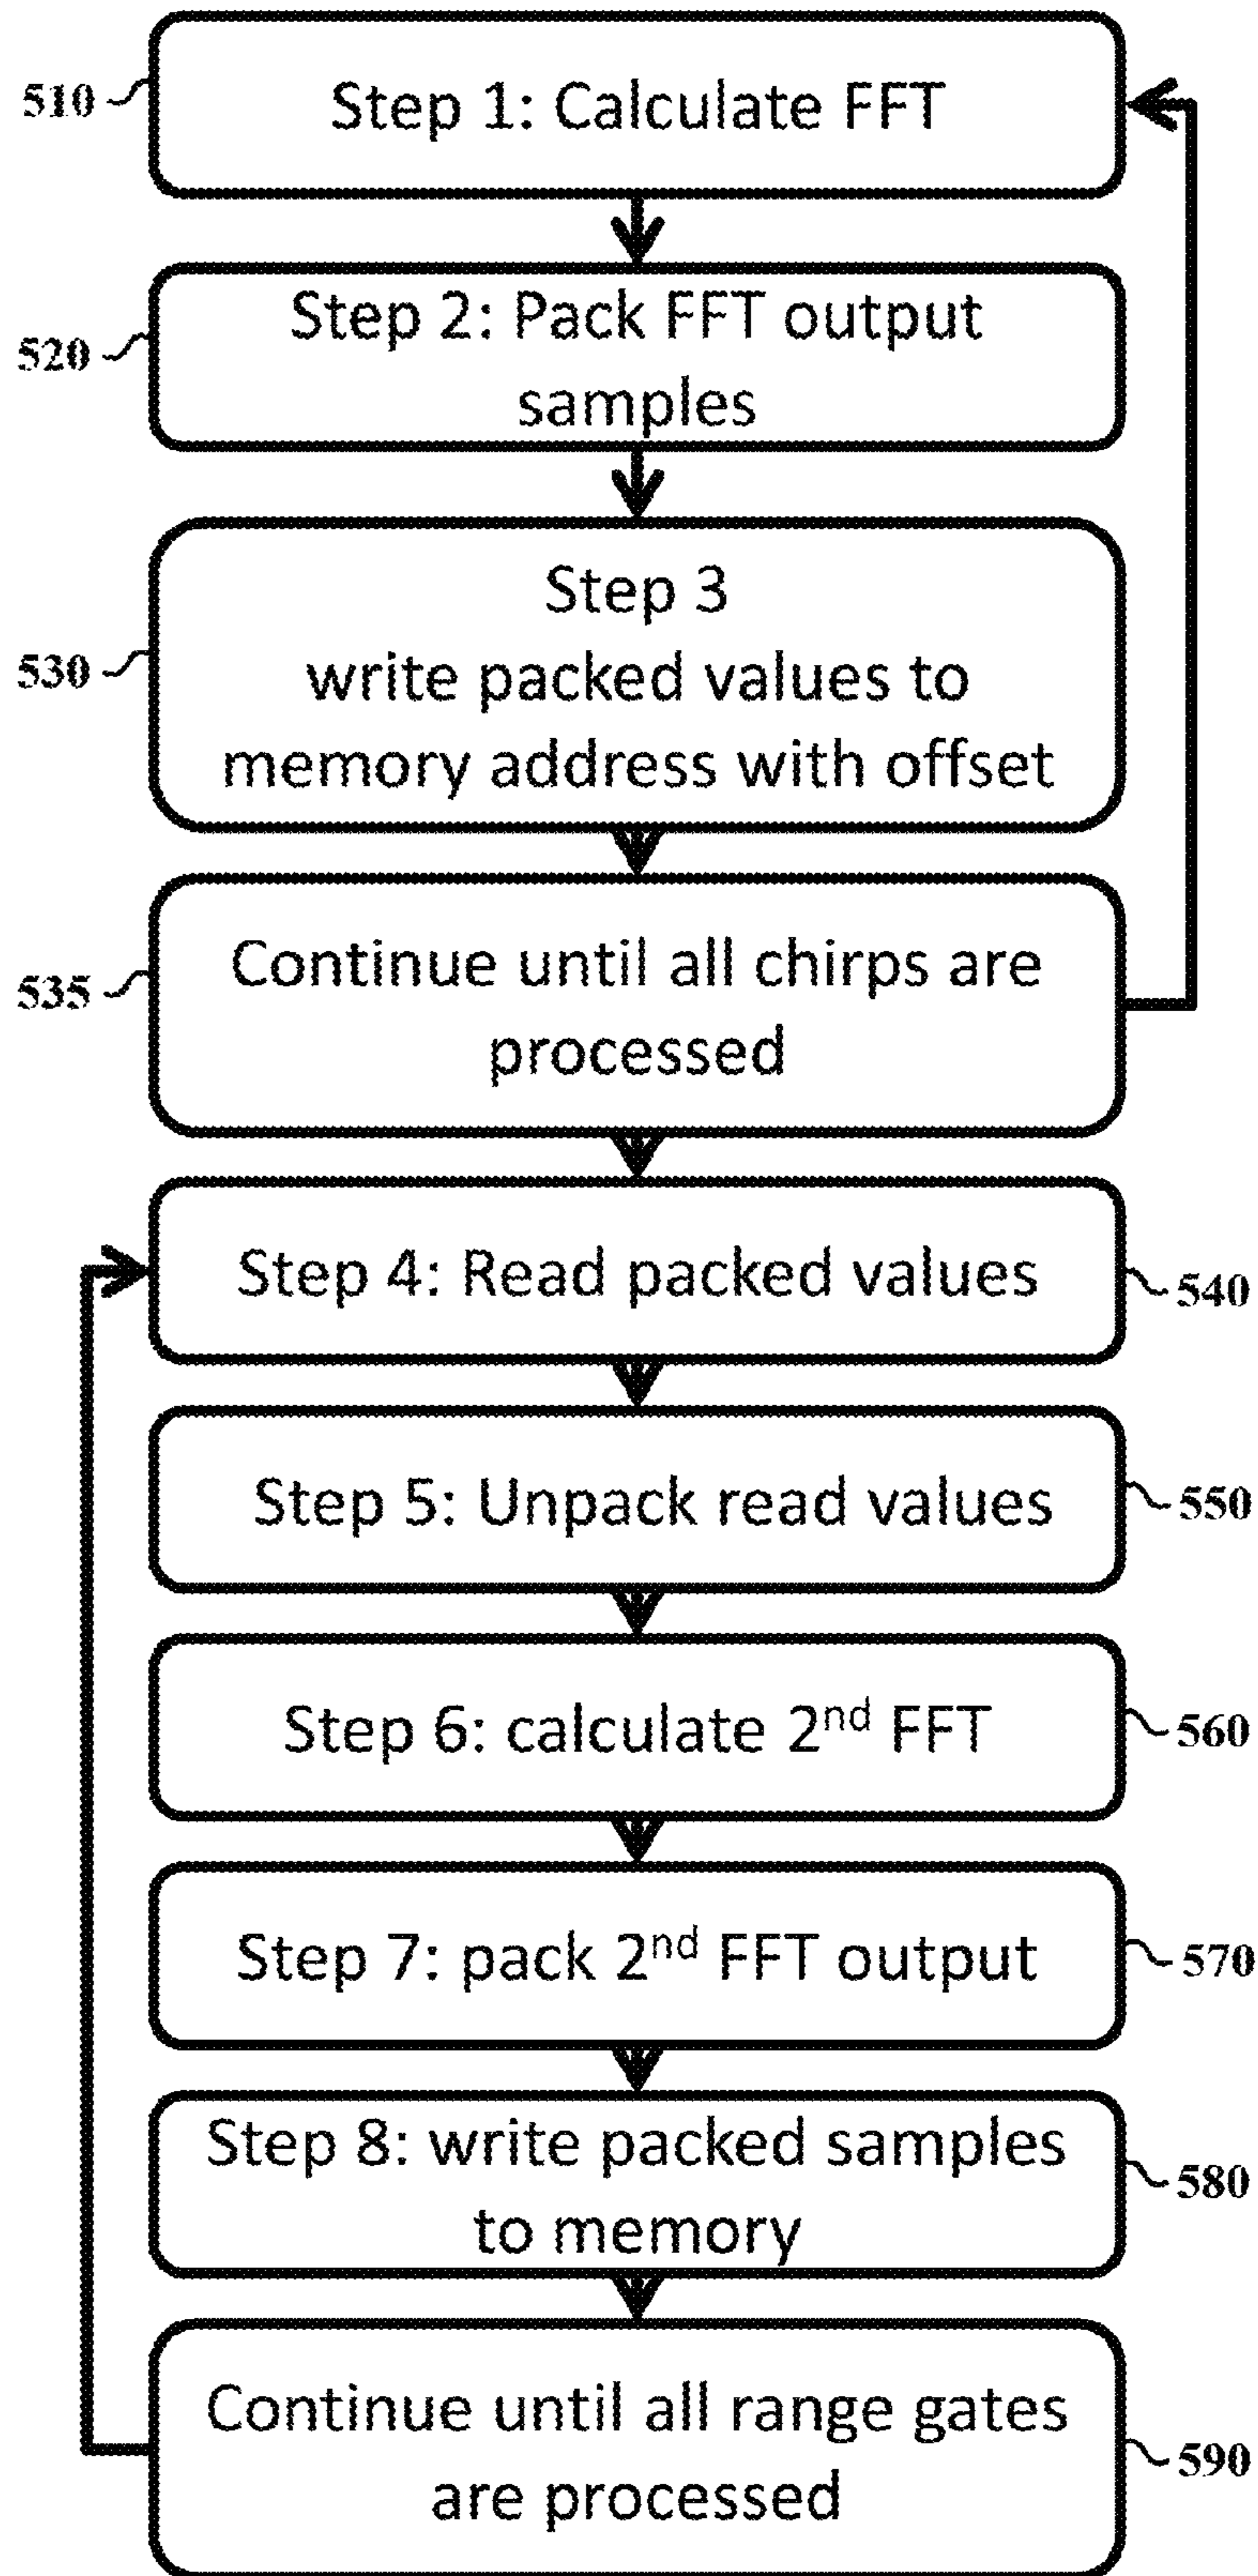 510
Step 1: Calculate FFT
520
Step 2: Pack FFT output
samples
530
Step 3
write packed values to
memory address with offset
535
Continue until all chirps are
processed
Step 4: Read packed values
540
Step 5: Unpack read values
550
Step 6: calculate 2nd FFT
560
Step 7: pack 2nd FFT output
570
Step 8: write packed samples
to memory
580
Continue until all range gates
are processed
590